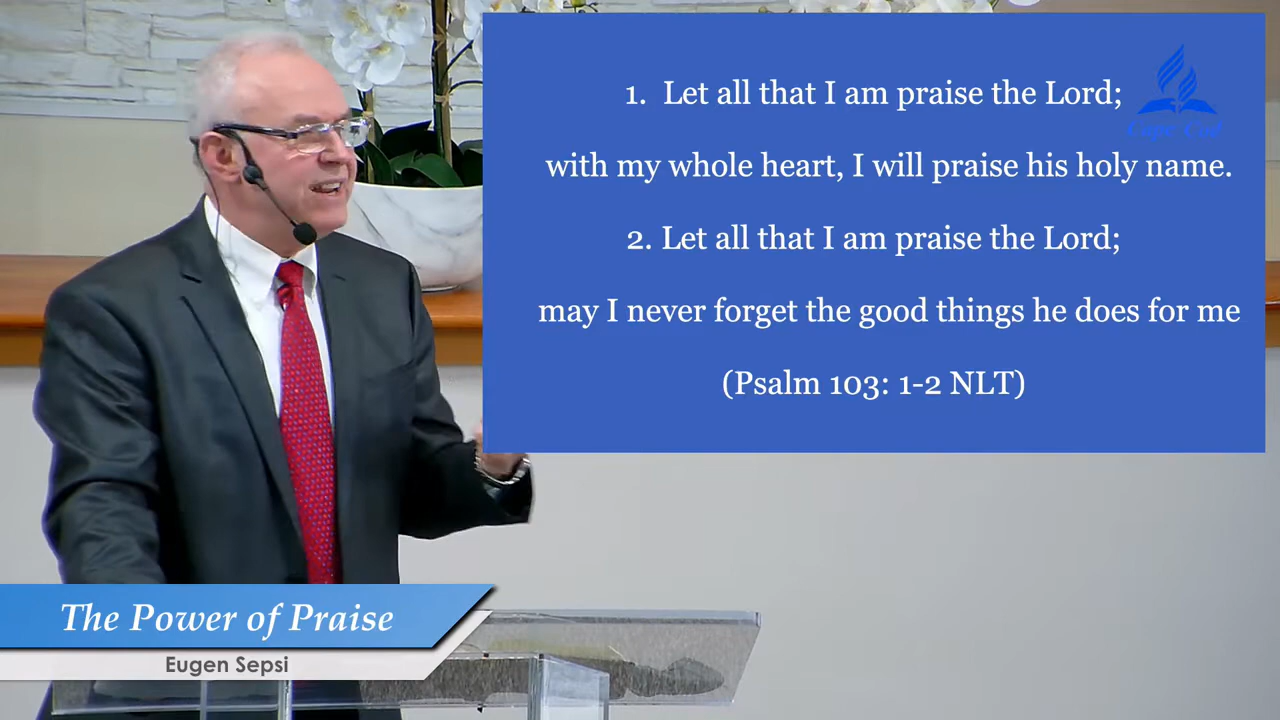 1. Let all that I am praise the Lord;
with my whole heart, I will praise his holy name.
2. Let all that I am praise the Lord;
may I never forget the good things he does for me
(Psalm 103: 1-2 NLT)
The Power of Praise
Eugen Sepsi